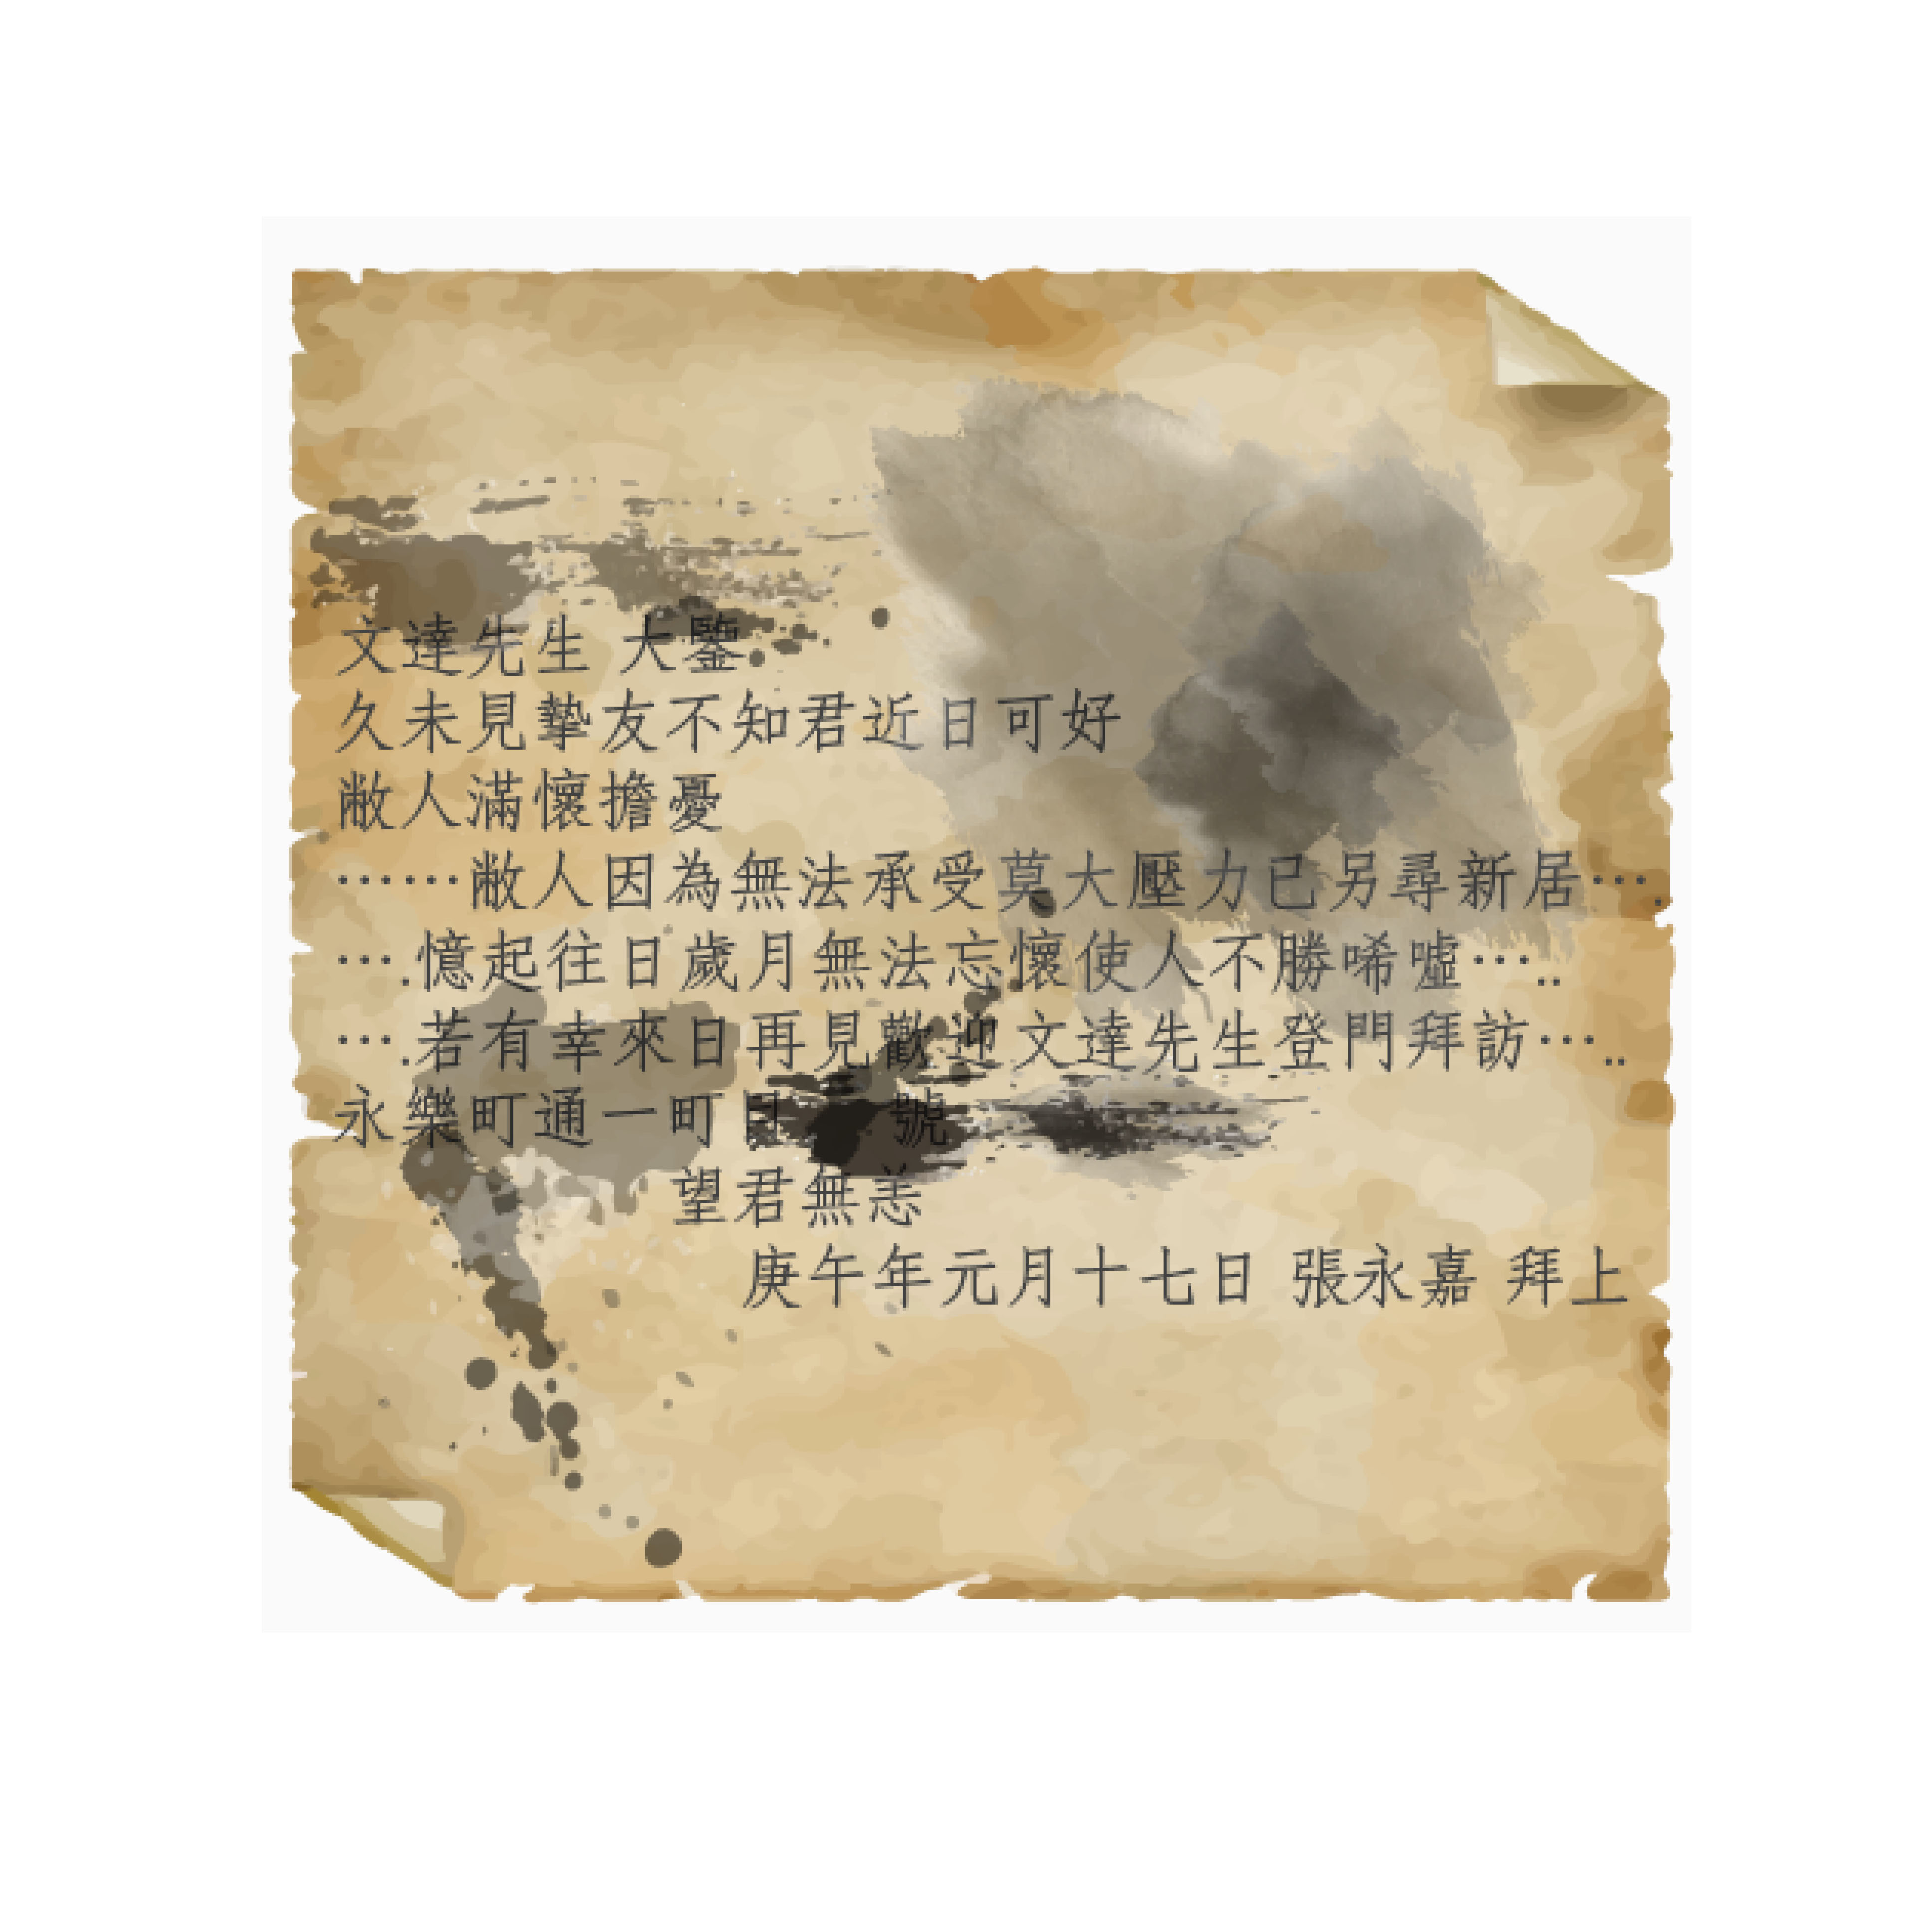 文達先生 大鑒
久未見摯友不知君近日可好
敝人滿懷擔憂
⋯⋯敝人因為無法承受莫大壓力已另尋新居⋯.
⋯.憶起往日歲月無法忘懷使人不勝唏噓⋯..
⋯.若有幸來日再見歡迎文達先生登門拜訪⋯..
永樂町通一町目 號
望君無恙
庚午年元月十七日 張永嘉 拜上